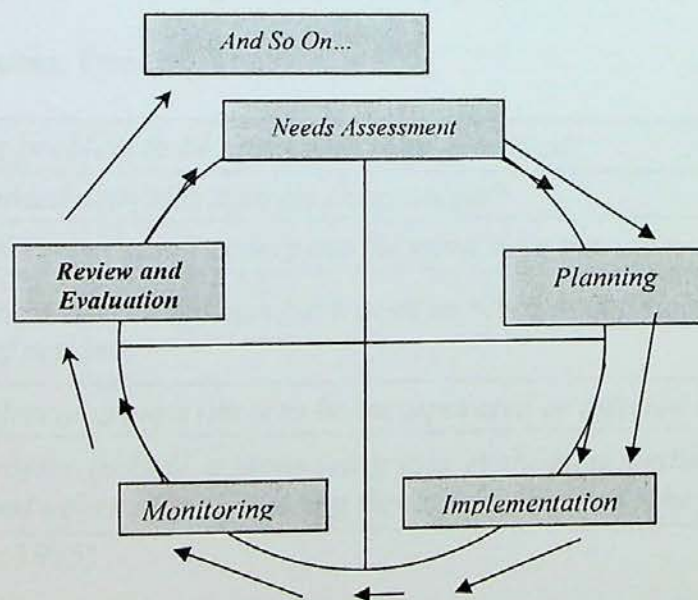 And So On...
Needs Assessment
Review and
Evaluation
Planning
Monitoring
Implementation